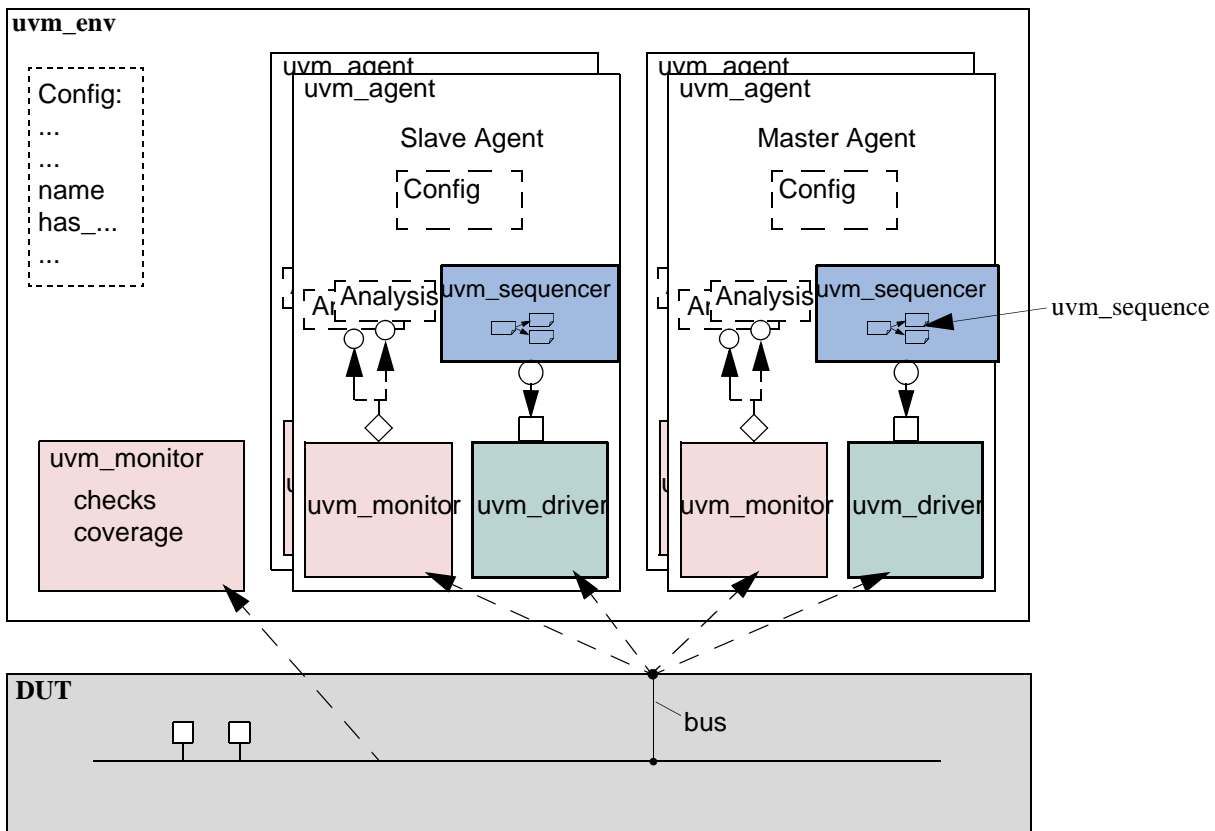 uvm_env
Config:
...
...
name
has_...
...
uvm_agent
uvm_agent
Slave Agent
Config
Analysis
uvm_sequencer
uvm_monitor
uvm_driver
uvm_agent
uvm_agent
Master Agent
Config
Analysis
uvm_sequencer
uvm_sequence
uvm_monitor
uvm_driver
uvm_monitor
checks
coverage
DUT
bus